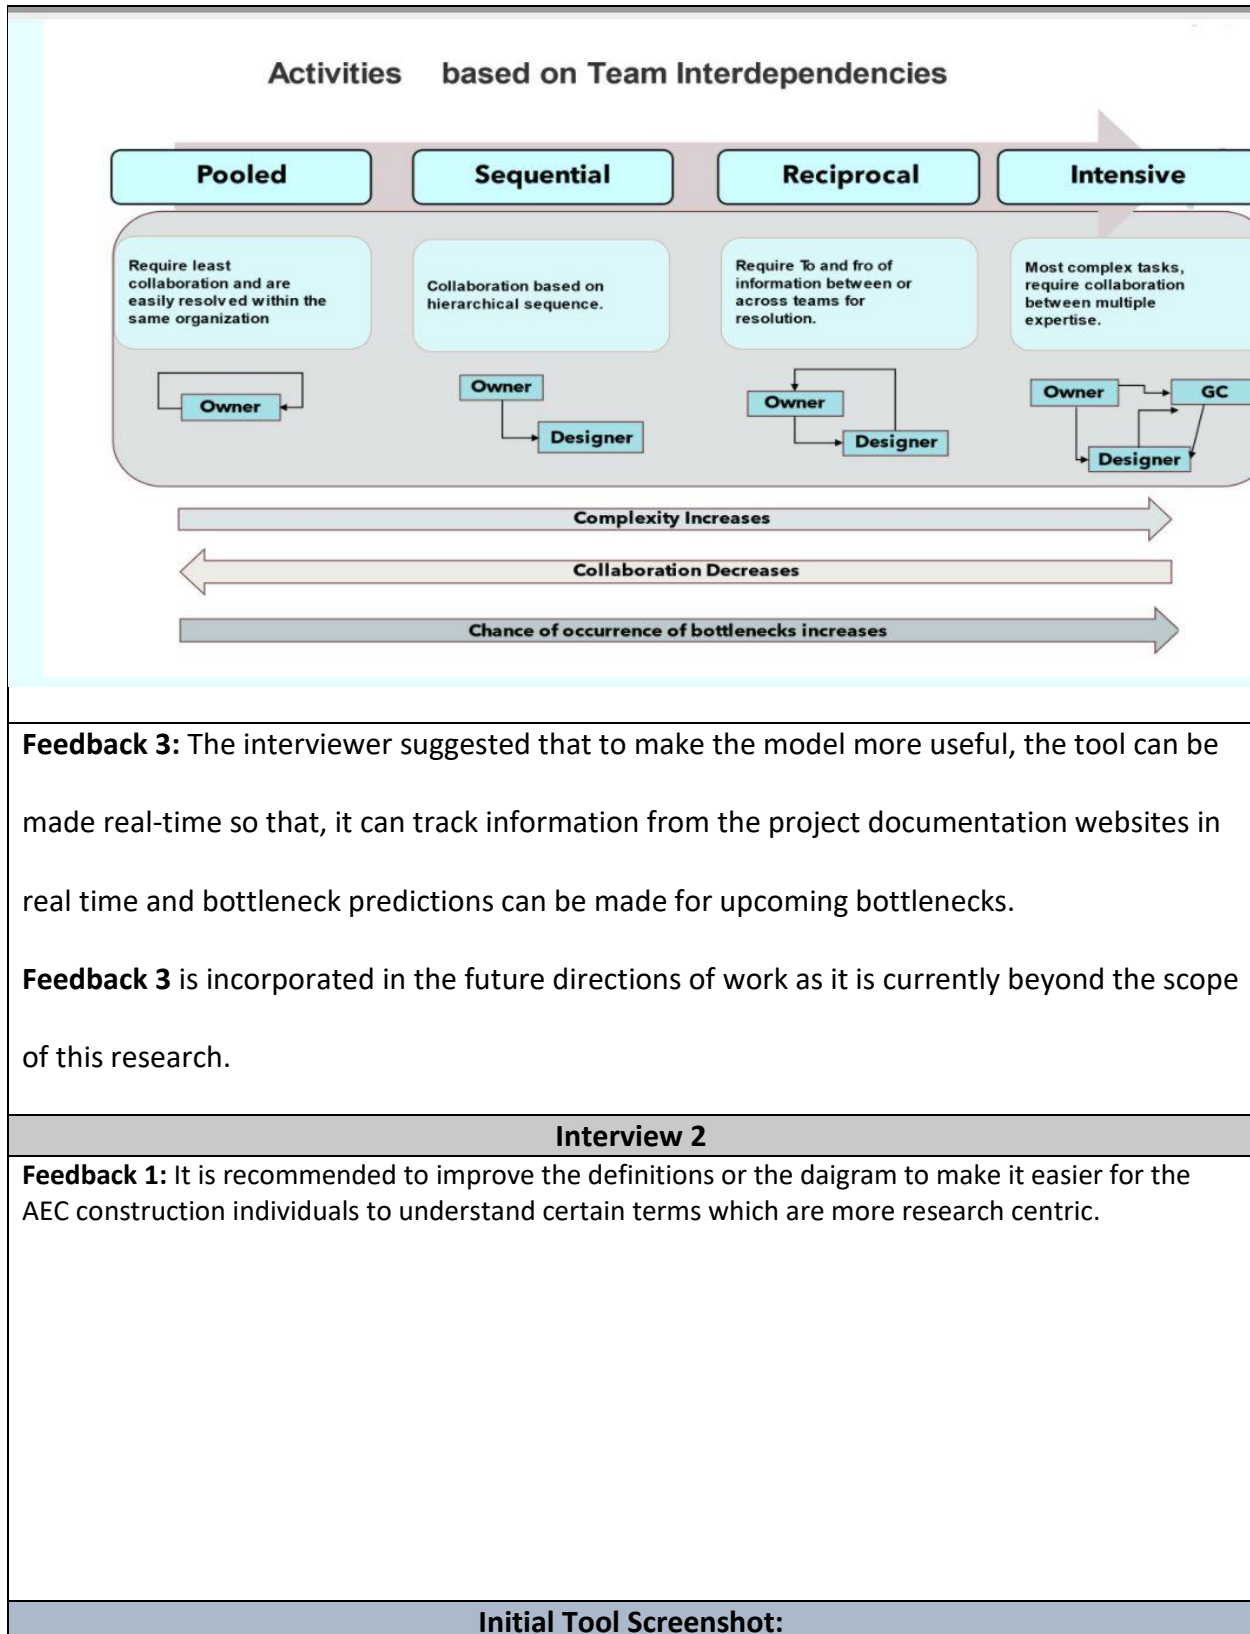 Activities based on Team Interdependencies
Pooled
Sequential
Reciprocal
Intensive
Require least
collaboration and are
easily resolved within the
same organization
Collaboration based on
hierarchical sequence.
Require To and fro of
information between or
across teams for
resolution.
Most complex tasks,
require collaboration
between multiple
expertise.
Owner
Owner
Designer
Owner
Designer
Owner
GC
Designer
Complexity Increases
Collaboration Decreases
Chance of occurrence of bottlenecks increases
Feedback 3: The interviewer suggested that to make the model more useful, the tool can be
made real-time so that, it can track information from the project documentation websites in
real time and bottleneck predictions can be made for upcoming bottlenecks.
Feedback 3 is incorporated in the future directions of work as it is currently beyond the scope
of this research.
Interview 2
Feedback 1: It is recommended to improve the definitions or the daigram to make it easier for the
AEC construction individuals to understand certain terms which are more research centric.
Initial Tool Screenshot: